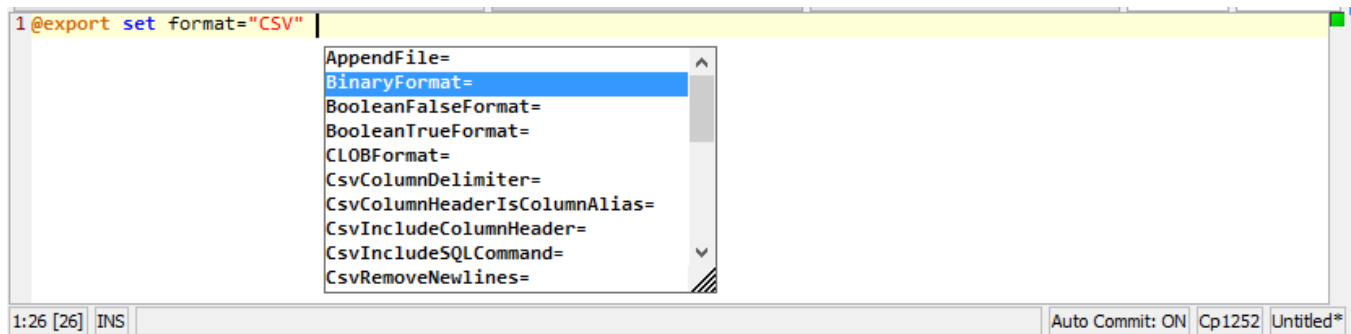 1 @export set format="CSV"
AppendFile=
BinaryFormat=
BooleanFalseFormat=
BooleanTrueFormat=
CLOBFormat=
CsvColumnDelimiter=
CsvColumnHeaderIsColumnAlias=
CsvIncludeColumnHeader=
CsvIncludeSQLCommand=
CsvRemoveNewlines=
1:26 [26] INS Auto Commit: ON Cp1252 Untitled*